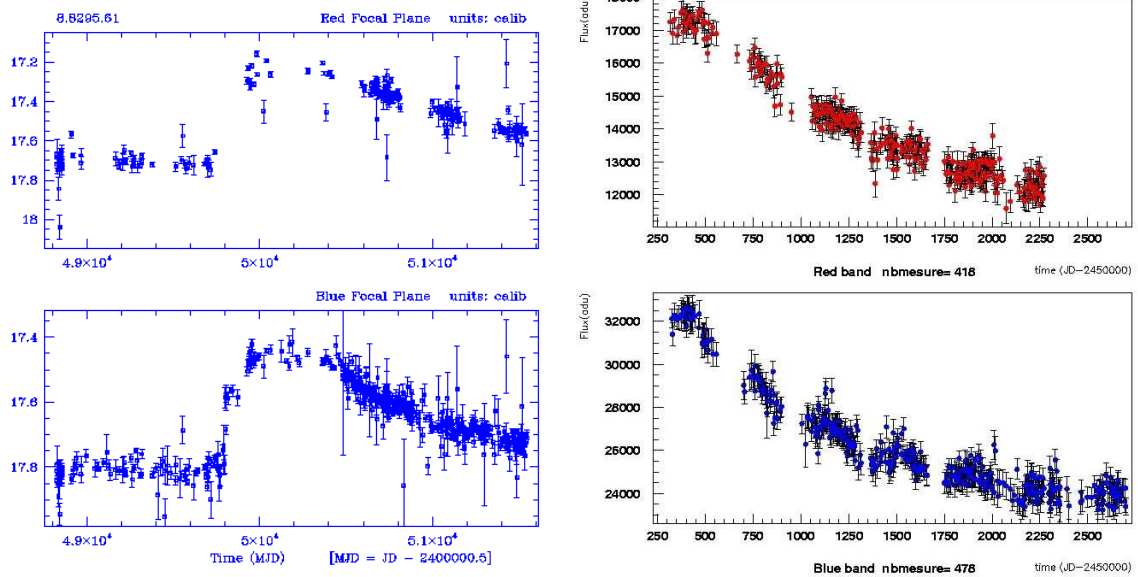 8.8295.61 Red Focal Plane units: calib
17.2
17.4
17.6
17.8
18
4.9×10⁴ 5×10⁴ 5.1×10⁴
Blue Focal Plane units: calib
17.4
17.6
17.8
4.9×10⁴ 5×10⁴ 5.1×10⁴
Time (MJD) [MJD = JD − 2400000.5]
Flux(adu)
18000
17000
15000
14000
13000
12000
250 500 750 1000 1250 1500 1750 2000 2250 2500
Red band nbmesure= 418 time (JD−2450000)
Flux(adu)
32000
30000
28000
26000
24000
250 500 750 1000 1250 1500 1750 2000 2250 2500
Blue band nbmesure= 478 time (JD−2450000)